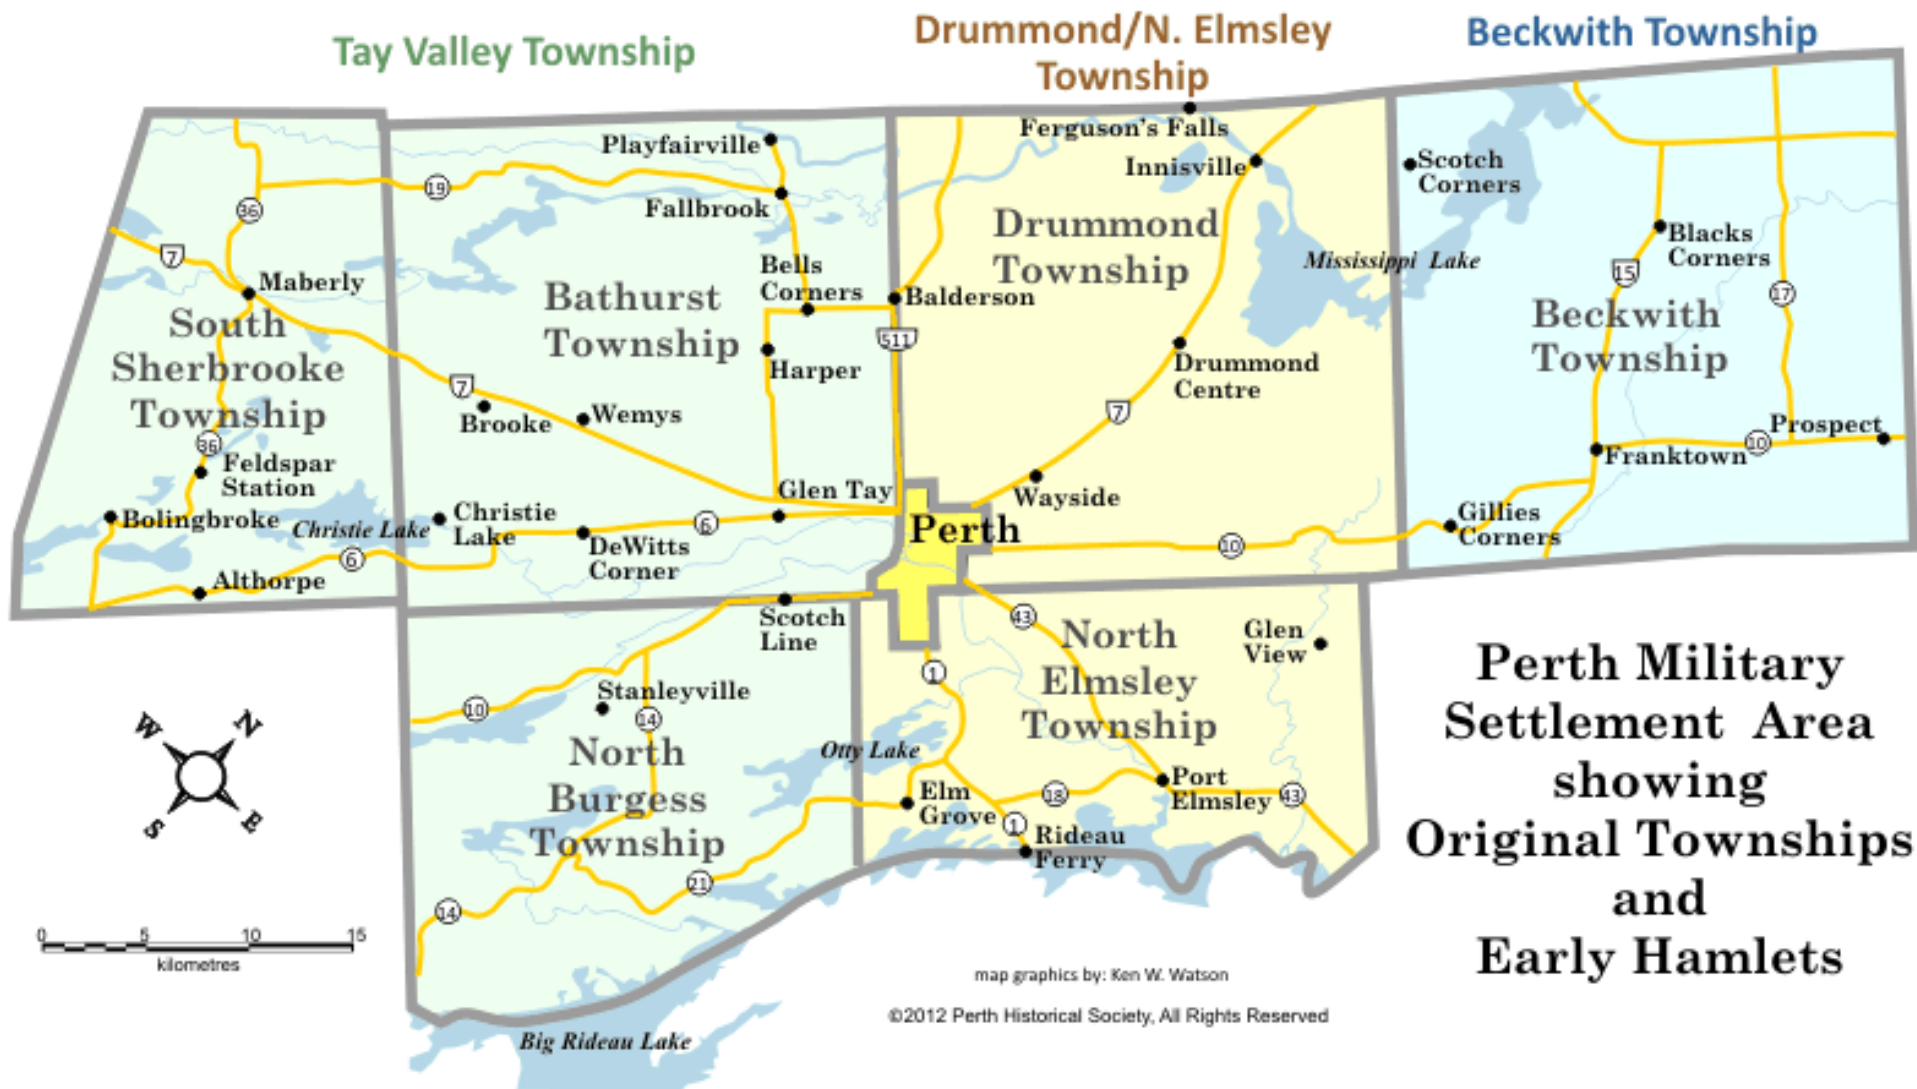 Tay Valley Township
Drummond/N. Elmsley
Township
Beckwith Township
Playfairville
Fallbrook
19
36
7
Maberly
South
Sherbrooke
Township
36
Feldspar
Station
Bolingbroke
Christie Lake
6
Althorpe
Bathurst
Township
Bells
Corners
Harper
7
Brooke
Wemys
Glen Tay
Christie
Lake
6
DeWitts
Corner
Ferguson's Falls
Innisville
Drummond
Township
Mississippi Lake
Balderson
511
Drummond
Centre
7
Wayside
Perth
10
Scotch
Corners
Blacks
Corners
15
17
Beckwith
Township
Prospect
10
Franktown
Gillies
Corners
Scotch
Line
10
Stanleyville
14
North
Burgess
Township
21
14
Otty Lake
Big Rideau Lake
1
43
North
Elmsley
Township
Glen
View
Elm
Grove
18
Port
Elmsley
43
1
Rideau
Ferry
W
N
S
E
0 5 10 15
kilometres
Perth Military
Settlement Area
showing
Original Townships
and
Early Hamlets
map graphics by: Ken W. Watson
©2012 Perth Historical Society, All Rights Reserved